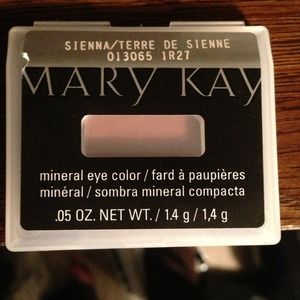 SIENNA/TERRE DE SIENNE
013065 1R27
MARY KAY
mineral eye color / fard à paupières
minéral / sombra mineral compacta
.05 OZ. NET WT. / 1.4 g / 1,4 g